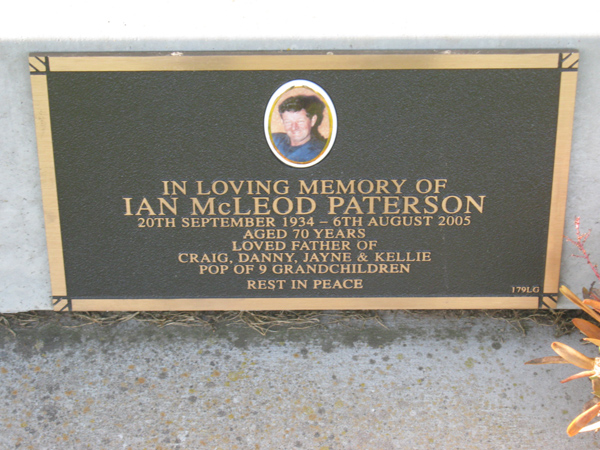 IN LOVING MEMORY OF
IAN McLEOD PATERSON
20TH SEPTEMBER 1934 – 6TH AUGUST 2005
AGED 70 YEARS
LOVED FATHER OF
CRAIG, DANNY, JAYNE & KELLIE
POP OF 9 GRANDCHILDREN
REST IN PEACE
179LG